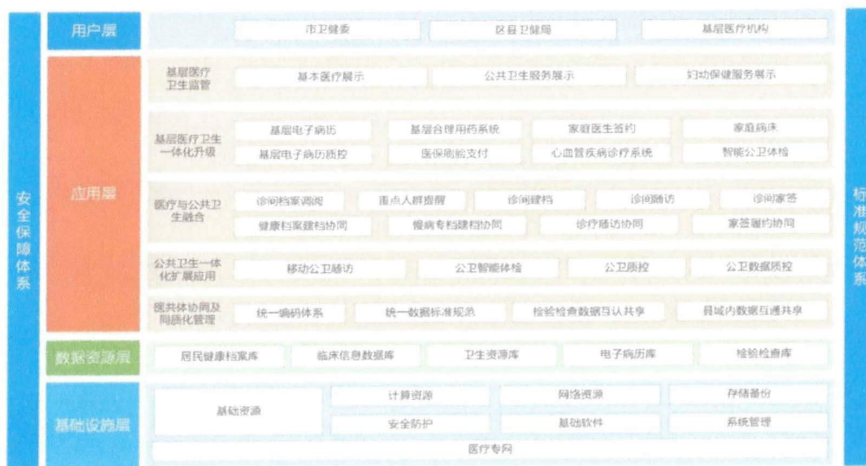 安全保障体系
用户层
市卫健委
区县卫健局
基层医疗机构
应用层
基层医疗
卫生监管
基本医疗展示
公共卫生服务展示
妇幼保健服务展示
基层医疗卫生
一体化升级
基层电子病历
基层合理用药系统
家庭医生签约
家庭病床
基层电子病历质控
医保脱卡支付
心血管疾病诊疗系统
智能公卫体检
医疗与公共卫
生融合
诊间档案调阅
重点人群提醒
诊间建档
诊间随访
诊间家签
健康档案建档协同
慢病专档建档协同
诊疗随访协同
家签履约协同
公共卫生一体
化扩展应用
移动公卫随访
公卫智能体检
公卫质控
公卫数据质控
医共体协同及
同质化管理
统一编码体系
统一数据标准规范
检验检查数据互认共享
县域内数据互通共享
数据资源层
居民健康档案库
临床信息数据库
卫生资源库
电子病历库
检验检查库
基础设施层
基础资源
计算资源
网络资源
存储备份
安全防护
基础软件
系统管理
医疗专网
标准规范体系